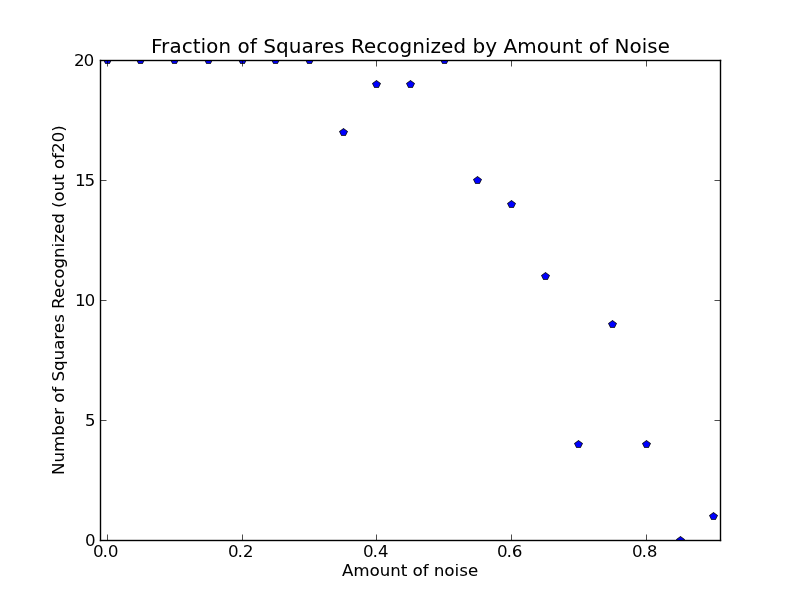 Fraction of Squares Recognized by Amount of Noise
20
15
10
5
0
Number of Squares Recognized (out of20)
0.0 0.2 0.4 0.6 0.8
Amount of noise